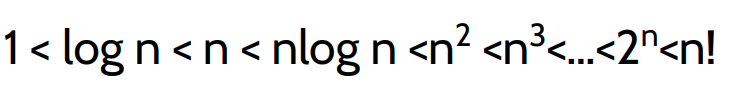 1 < log n < n < nlog n <n² <n³<...<2ⁿ<n!